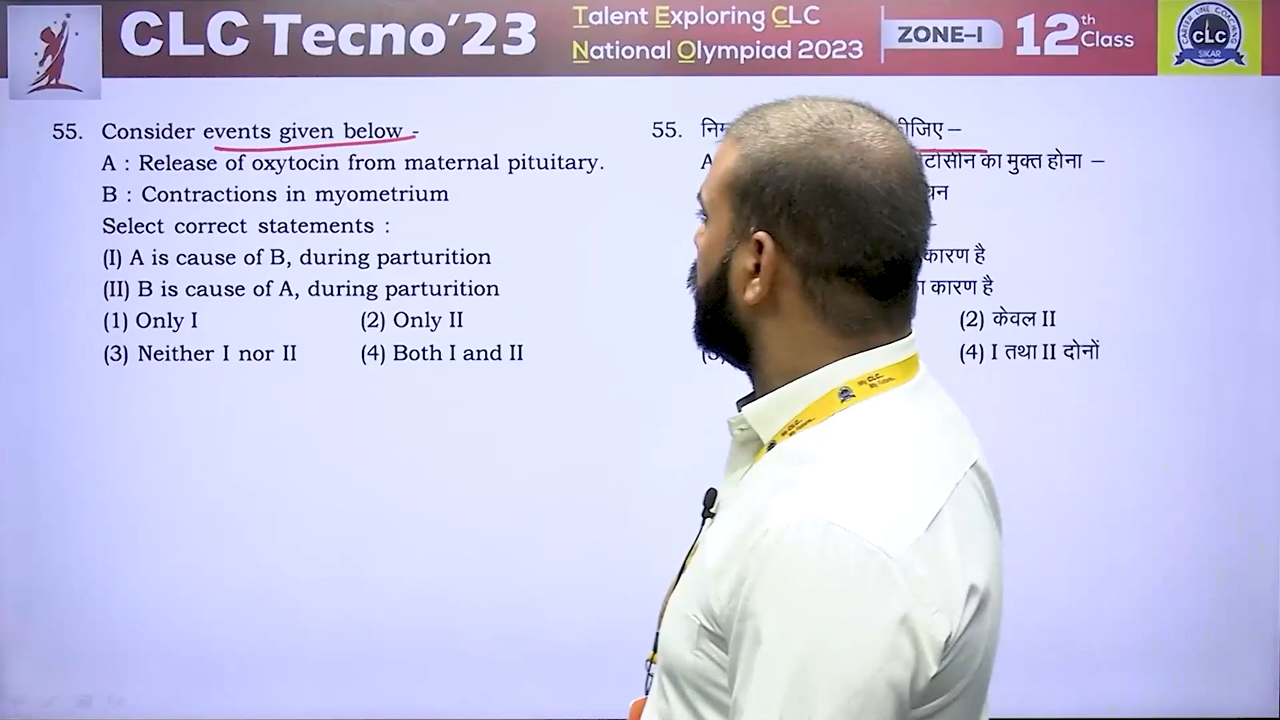 CLC Tecno'23
Talent Exploring CLC
National Olympiad 2023
ZONE–I
12th Class
CAREER LINE COACHING
CLC
SIKAR
55. Consider events given below -
A : Release of oxytocin from maternal pituitary.
B : Contractions in myometrium
Select correct statements :
(I) A is cause of B, during parturition
(II) B is cause of A, during parturition
(1) Only I (2) Only II
(3) Neither I nor II (4) Both I and II
55.
का मुक्त होना –
कारण है
कारण है
(2) केवल II
(4) I तथा II दोनों